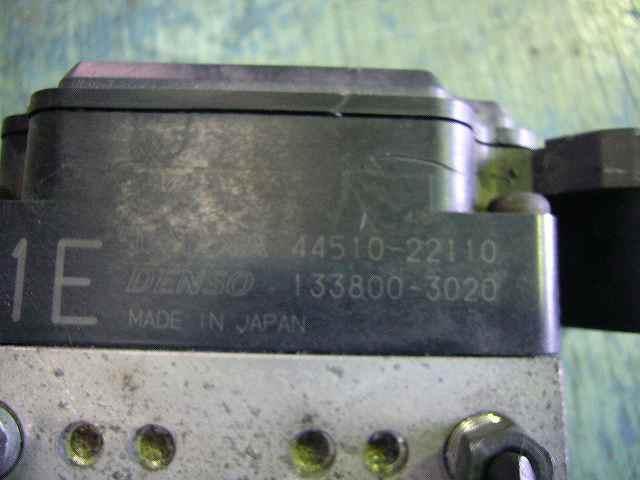 44510-22110
1E DENSO 133800-3020
MADE IN JAPAN